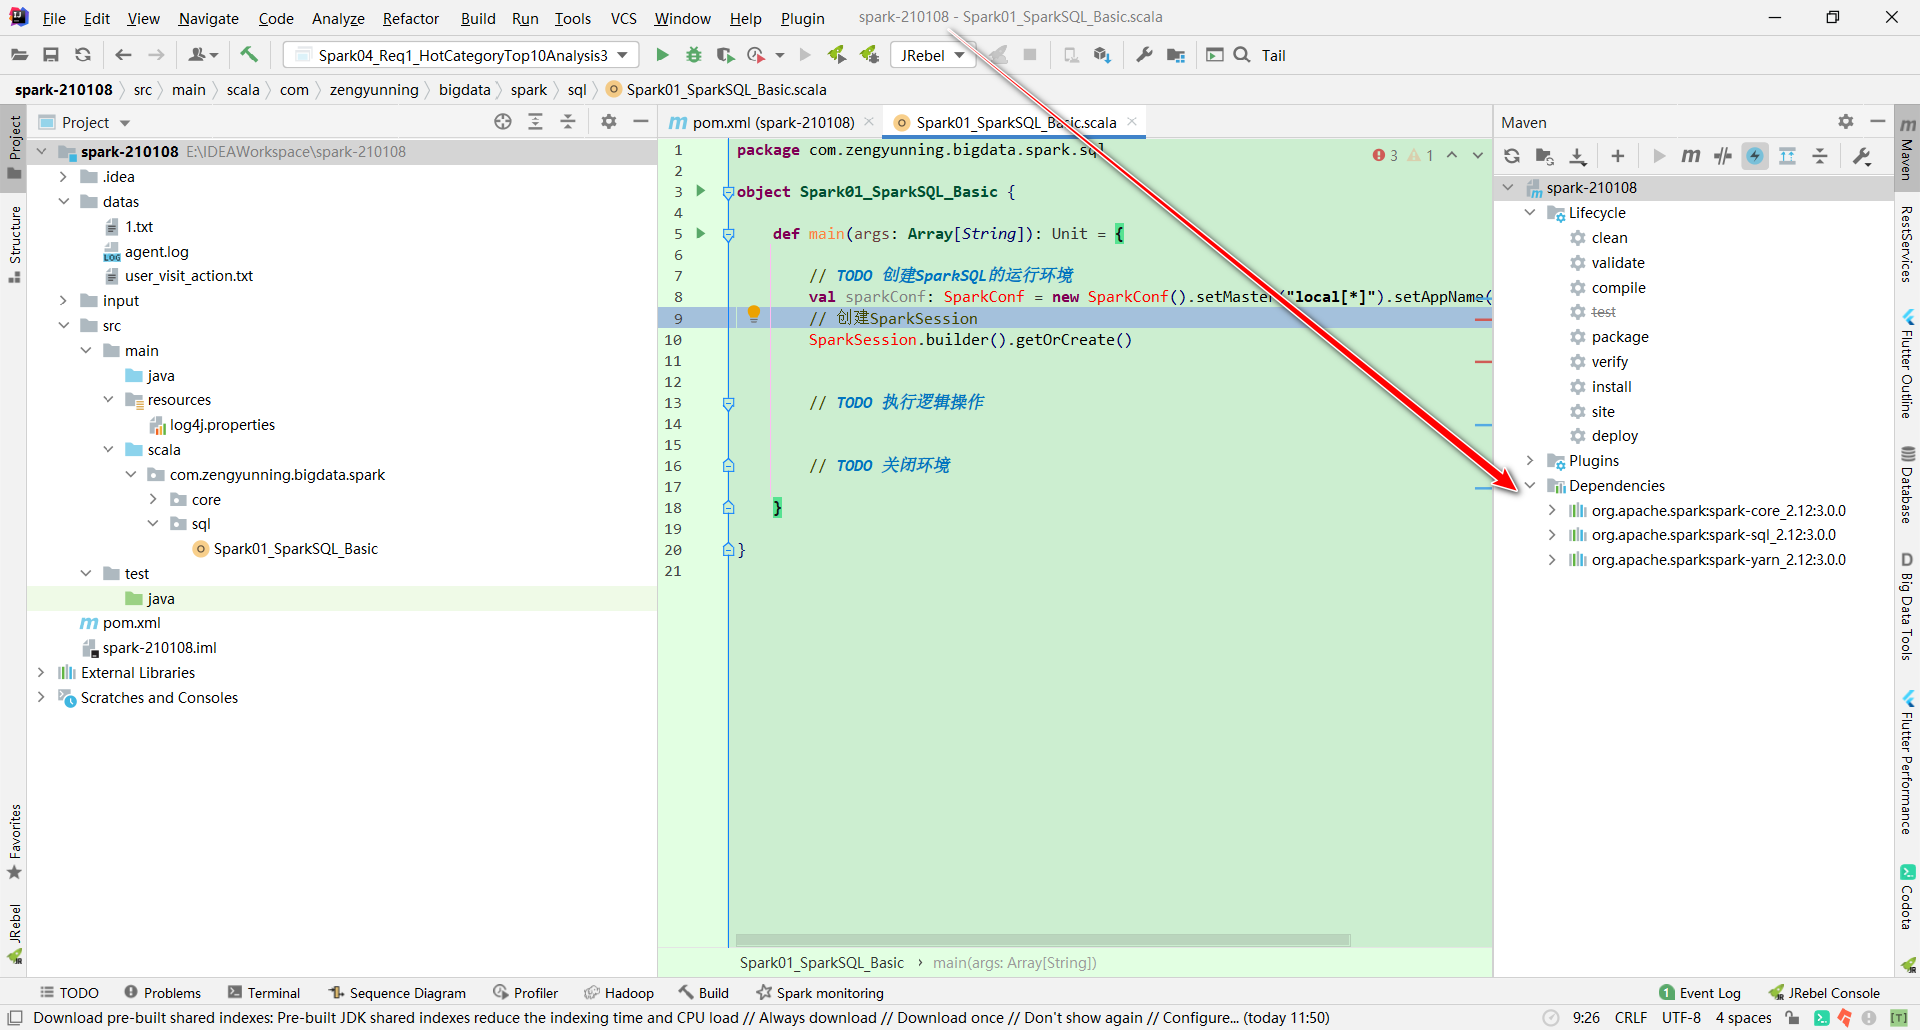 File Edit View Navigate Code Analyze Refactor Build Run Tools VCS Window Help Plugin spark-210108 - Spark01_SparkSQL_Basic.scala
Spark04_Req1_HotCategoryTop10Analysis3 JRebel Tail
spark-210108 src main scala com zengyunning bigdata spark sql Spark01_SparkSQL_Basic.scala
Project
Project
Structure
Favorites
JRebel
spark-210108 E:\IDEAWorkspace\spark-210108
.idea
datas
1.txt
agent.log
user_visit_action.txt
input
src
main
java
resources
log4j.properties
scala
com.zengyunning.bigdata.spark
core
sql
Spark01_SparkSQL_Basic
test
java
pom.xml
spark-210108.iml
External Libraries
Scratches and Consoles
pom.xml (spark-210108) Spark01_SparkSQL_Basic.scala
3 1
1 package com.zengyunning.bigdata.spark.sql
2
3 object Spark01_SparkSQL_Basic {
4
5 def main(args: Array[String]): Unit = {
6
7 // TODO 创建SparkSQL的运行环境
8 val sparkConf: SparkConf = new SparkConf().setMaster("local[*]").setAppName(
9 // 创建SparkSession
10 SparkSession.builder().getOrCreate()
11
12
13 // TODO 执行逻辑操作
14
15
16 // TODO 关闭环境
17
18 }
19
20 }
21
Spark01_SparkSQL_Basic › main(args: Array[String])
Maven
spark-210108
Lifecycle
clean
validate
compile
test
package
verify
install
site
deploy
Plugins
Dependencies
org.apache.spark:spark-core_2.12:3.0.0
org.apache.spark:spark-sql_2.12:3.0.0
org.apache.spark:spark-yarn_2.12:3.0.0
Maven
RestServices
Flutter Outline
Database
Big Data Tools
Flutter Performance
Codota
TODO Problems Terminal Sequence Diagram Profiler Hadoop Build Spark monitoring 1 Event Log JRebel Console
Download pre-built shared indexes: Pre-built JDK shared indexes reduce the indexing time and CPU load // Always download // Download once // Don't show again // Configure... (today 11:50) 9:26 CRLF UTF-8 4 spaces [T]